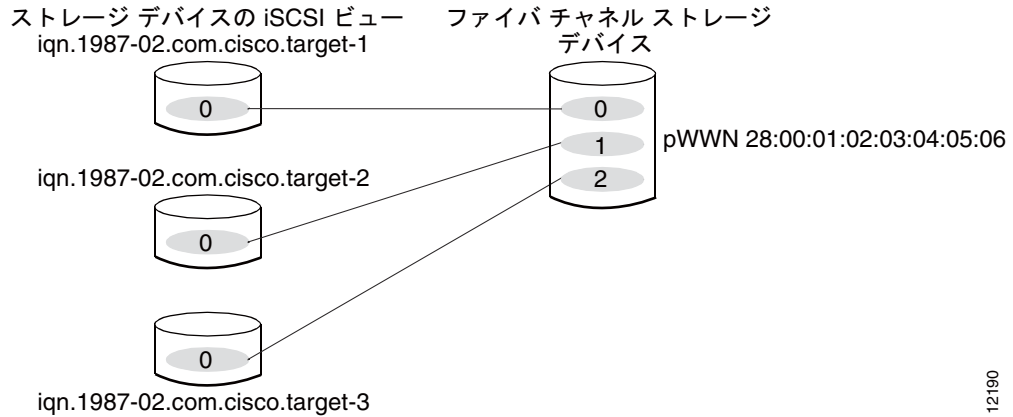 ストレージ デバイスの iSCSI ビュー
iqn.1987-02.com.cisco.target-1
ファイバ チャネル ストレージ
デバイス
0
0
1
pWWN 28:00:01:02:03:04:05:06
2
iqn.1987-02.com.cisco.target-2
0
0
iqn.1987-02.com.cisco.target-3
12190